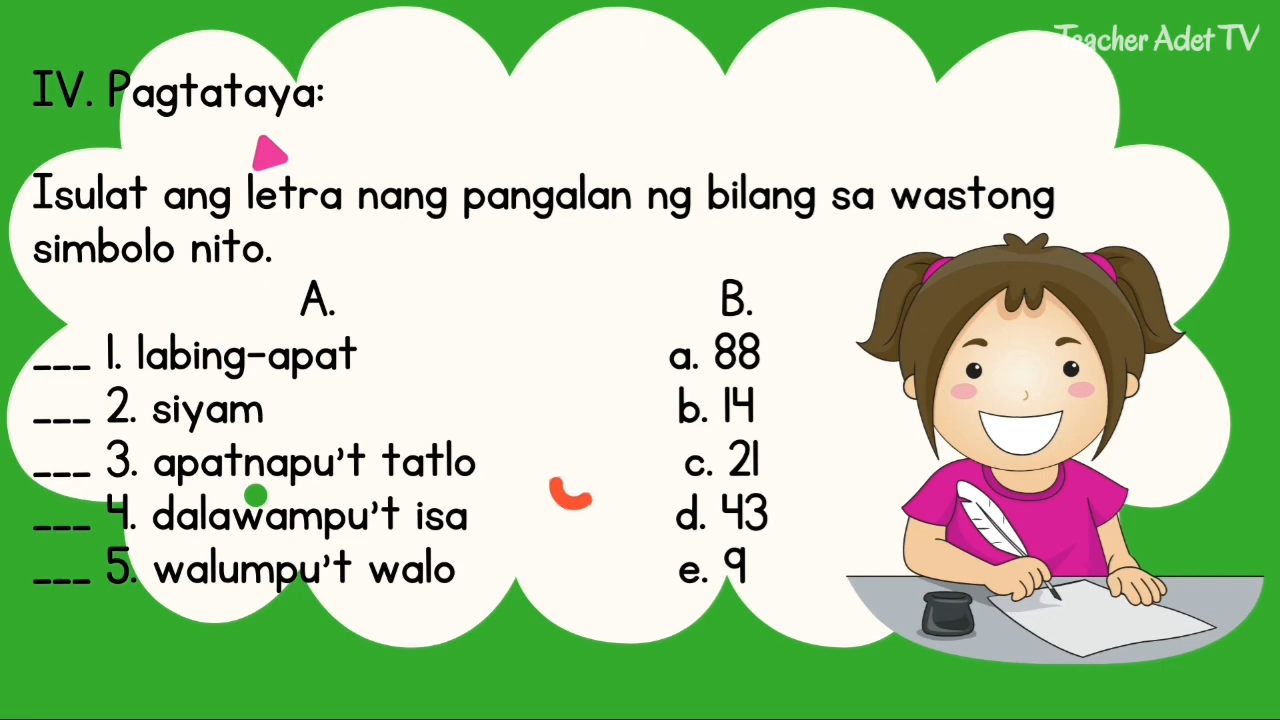 Teacher Adet TV
IV. Pagtataya:
Isulat ang letra nang pangalan ng bilang sa wastong
simbolo nito.
A. B.
___ 1. labing-apat a. 88
___ 2. siyam b. 14
___ 3. apatnapu't tatlo c. 21
___ 4. dalawampu't isa d. 43
___ 5. walumpu't walo e. 9